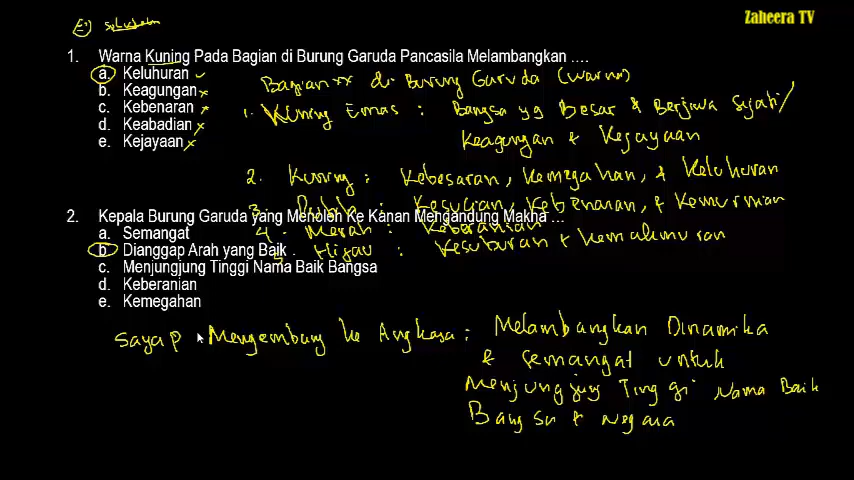 Zaheera TV
1. Warna Kuning Pada Bagian di Burung Garuda Pancasila Melambangkan ....
a. Keluhuran
b. Keagungan
c. Kebenaran
d. Keabadian
e. Kejayaan
Bagian" di Burung Garuda (warna)
1. Kuning Emas : Bangsa yg Besar & Berjiwa Sejati/
Keagungan & Kejayaan
2. Kuning : Kebesaran, Kemegahan, & Keluhuran
3. : Kesucian, Kebenaran, & Kemurnian
2. Kepala Burung Garuda yang Menoleh Ke Kanan Mengandung Makna ...
4. Merah : Keberanian
a. Semangat
5. Hijau : Kesuburan & Kemakmuran
b. Dianggap Arah yang Baik
c. Menjungjung Tinggi Nama Baik Bangsa
d. Keberanian
e. Kemegahan
Sayap Mengembang ke Angkasa : Melambangkan Dinamika
& Semangat untuk
Menjungjung Tinggi Nama Baik
Bangsa & Negara